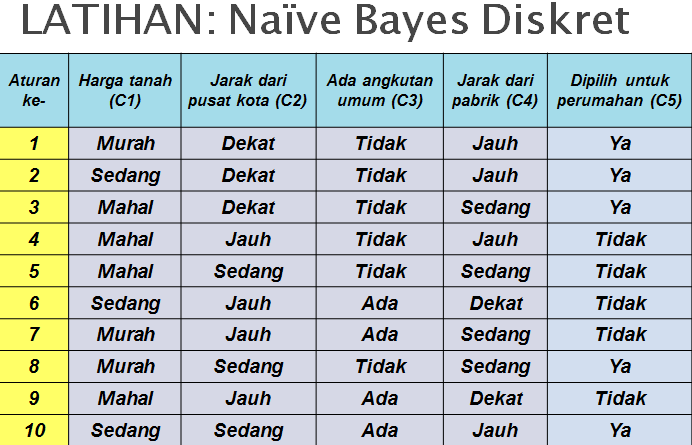 LATIHAN: Naïve Bayes Diskret
Aturan ke- Harga tanah (C1) Jarak dari pusat kota (C2) Ada angkutan umum (C3) Jarak dari pabrik (C4) Dipilih untuk perumahan (C5)
1 Murah Dekat Tidak Jauh Ya
2 Sedang Dekat Tidak Jauh Ya
3 Mahal Dekat Tidak Sedang Ya
4 Mahal Jauh Tidak Jauh Tidak
5 Mahal Sedang Tidak Sedang Tidak
6 Sedang Jauh Ada Dekat Tidak
7 Murah Jauh Ada Sedang Tidak
8 Murah Sedang Tidak Sedang Ya
9 Mahal Jauh Ada Dekat Tidak
10 Sedang Sedang Ada Jauh Ya